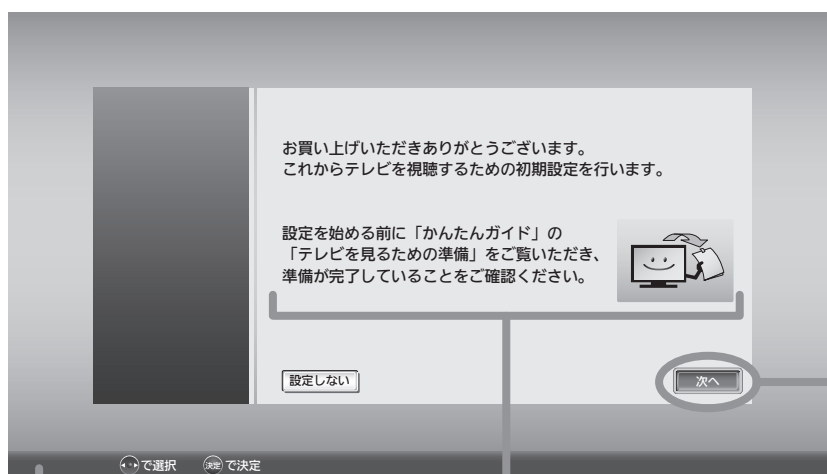 お買い上げいただきありがとうございます。
これからテレビを視聴するための初期設定を行います。
設定を始める前に「かんたんガイド」の
「テレビを見るための準備」をご覧いただき、
準備が完了していることをご確認ください。
設定しない
次へ
で選択 決定 で決定